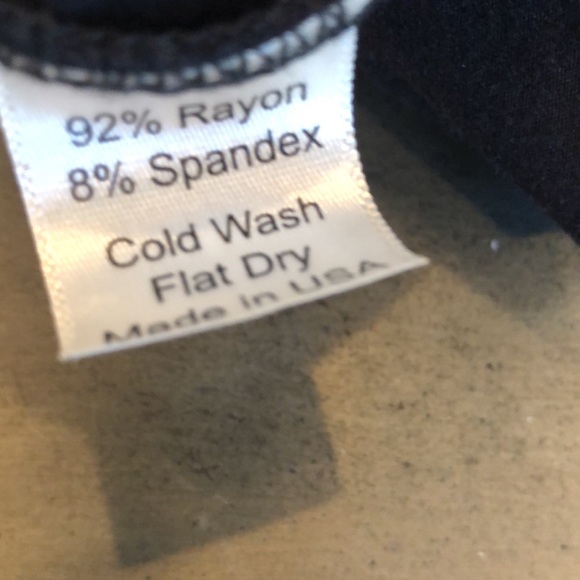 92% Rayon
8% Spandex
Cold Wash
Flat Dry
Made in USA